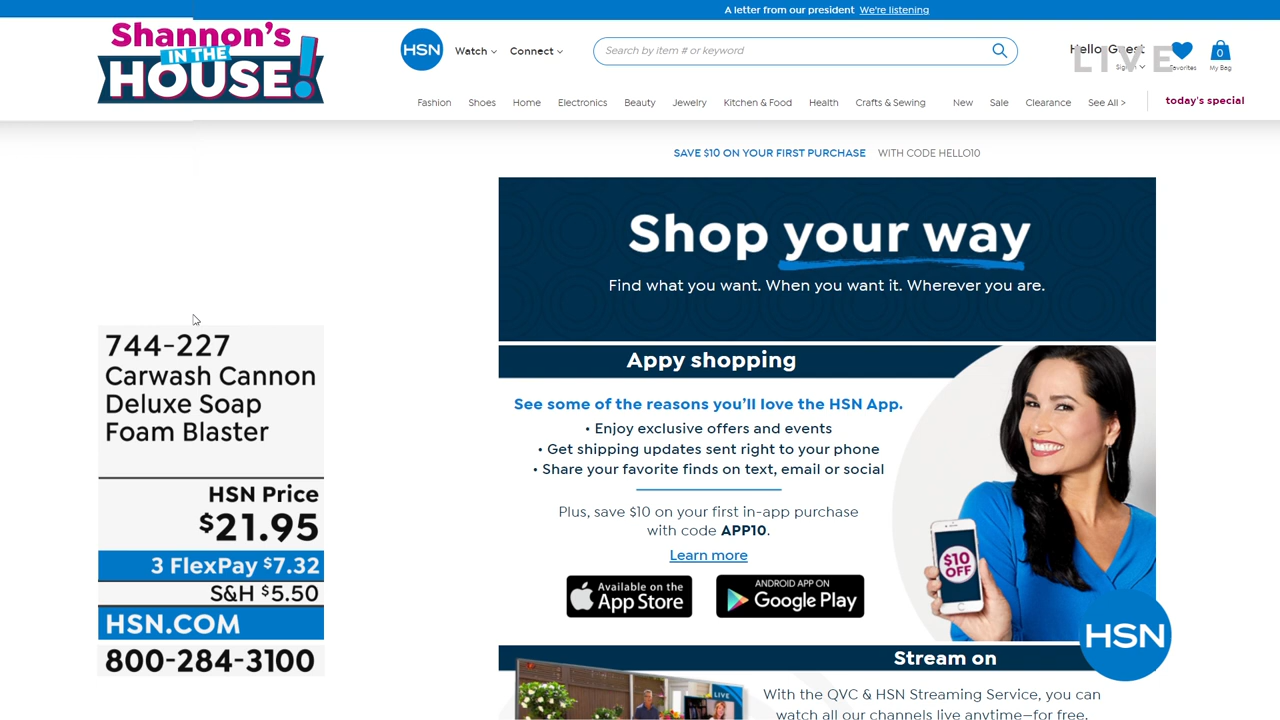 A letter from our president We're listening
Shannon's
IN THE
HOUSE!
HSN
Watch
Connect
Search by item # or keyword
Hello, Guest
LIVE
Favorites
0
My Bag
Fashion Shoes Home Electronics Beauty Jewelry Kitchen & Food Health Crafts & Sewing New Sale Clearance See All > today's special
SAVE $10 ON YOUR FIRST PURCHASE WITH CODE HELLO10
Shop your way
Find what you want. When you want it. Wherever you are.
744-227
Carwash Cannon
Deluxe Soap
Foam Blaster
HSN Price
$21.95
3 FlexPay $7.32
S&H $5.50
HSN.COM
800-284-3100
Appy shopping
See some of the reasons you'll love the HSN App.
• Enjoy exclusive offers and events
• Get shipping updates sent right to your phone
• Share your favorite finds on text, email or social
Plus, save $10 on your first in-app purchase
with code APP10.
Learn more
Available on the
App Store
ANDROID APP ON
Google Play
$10
OFF
HSN
Stream on
LIVE
With the QVC & HSN Streaming Service, you can
watch all our channels live anytime—for free.